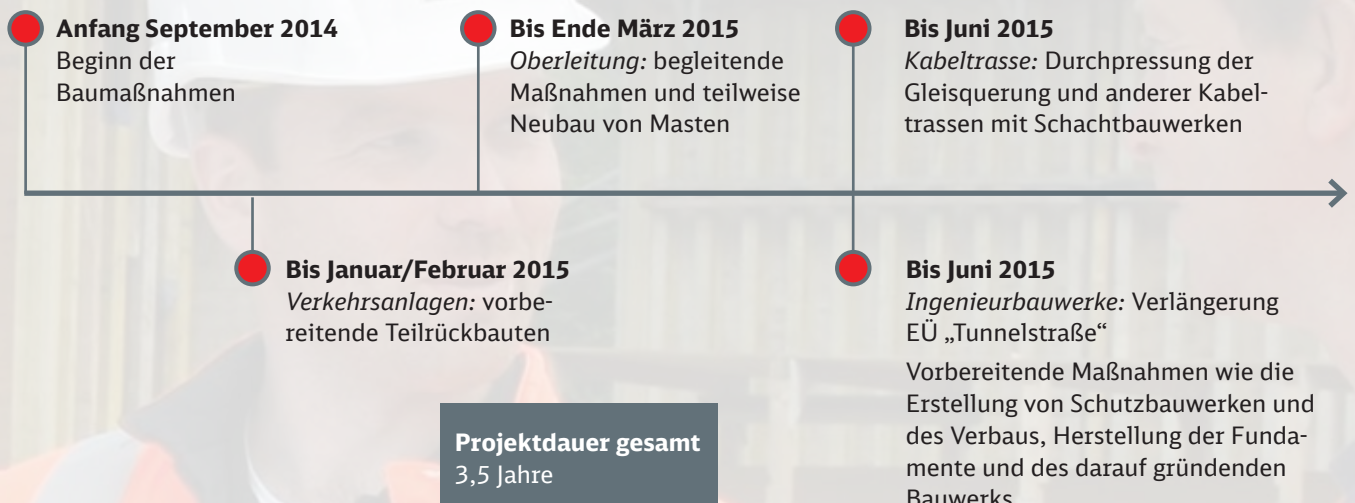 Anfang September 2014
Beginn der
Baumaßnahmen
Bis Ende März 2015
Oberleitung: begleitende
Maßnahmen und teilweise
Neubau von Masten
Bis Juni 2015
Kabeltrasse: Durchpressung der
Gleisquerung und anderer Kabel-
trassen mit Schachtbauwerken
Bis Januar/Februar 2015
Verkehrsanlagen: vorbe-
reitende Teilrückbauten
Bis Juni 2015
Ingenieurbauwerke: Verlängerung
EÜ „Tunnelstraße“
Vorbereitende Maßnahmen wie die
Erstellung von Schutzbauwerken und
des Verbaus, Herstellung der Funda-
mente und des darauf gründenden
Bauwerks
Projektdauer gesamt
3,5 Jahre